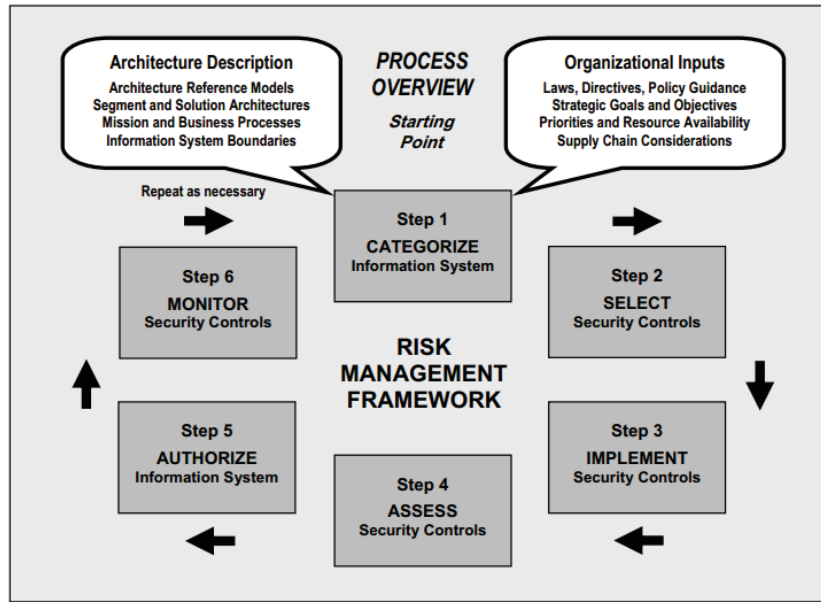 Architecture Description
Architecture Reference Models
Segment and Solution Architectures
Mission and Business Processes
Information System Boundaries
PROCESS
OVERVIEW
Starting
Point
Organizational Inputs
Laws, Directives, Policy Guidance
Strategic Goals and Objectives
Priorities and Resource Availability
Supply Chain Considerations
Repeat as necessary
Step 1
CATEGORIZE
Information System
Step 2
SELECT
Security Controls
Step 3
IMPLEMENT
Security Controls
Step 4
ASSESS
Security Controls
Step 5
AUTHORIZE
Information System
Step 6
MONITOR
Security Controls
RISK
MANAGEMENT
FRAMEWORK